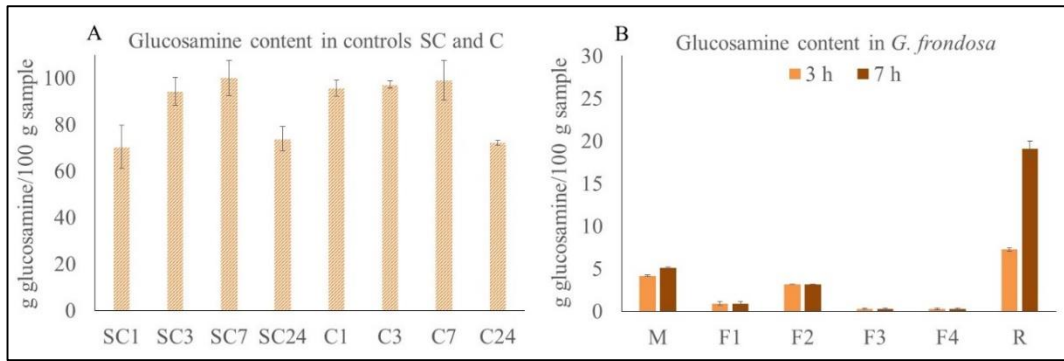 A
Glucosamine content in controls SC and C
g glucosamine/100 g sample
100
80
60
40
20
0
SC1 SC3 SC7 SC24 C1 C3 C7 C24
B
Glucosamine content in G. frondosa
3 h 7 h
g glucosamine/100 g sample
30
25
20
15
10
5
0
M F1 F2 F3 F4 R